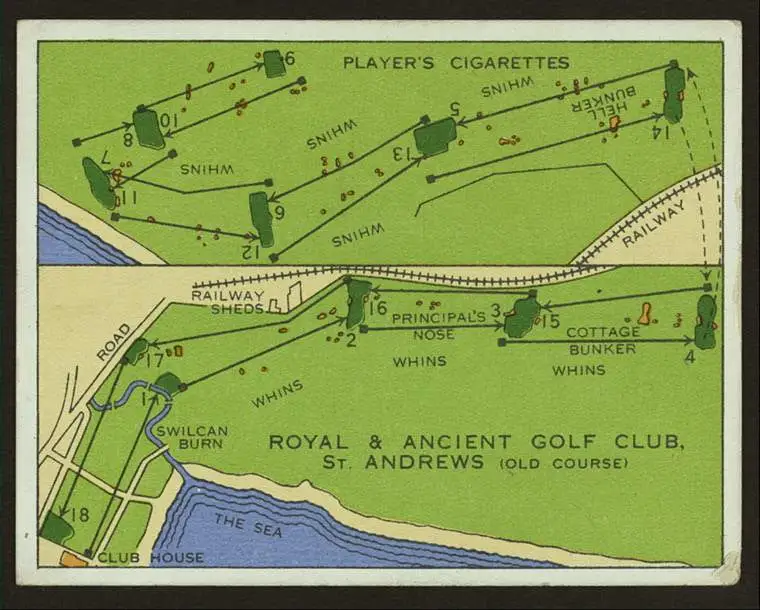 PLAYER'S CIGARETTES
9
10
8
WHINS
5
WHINS
HELL
BUNKER
13
14
7
11
WHINS
6
12
WHINS
RAILWAY
RAILWAY
SHEDS
16
2
PRINCIPAL'S
NOSE
3
15
COTTAGE
BUNKER
4
ROAD
17
1
WHINS
WHINS
WHINS
SWILCAN
BURN
ROYAL & ANCIENT GOLF CLUB,
ST. ANDREWS (OLD COURSE)
18
THE SEA
CLUB HOUSE